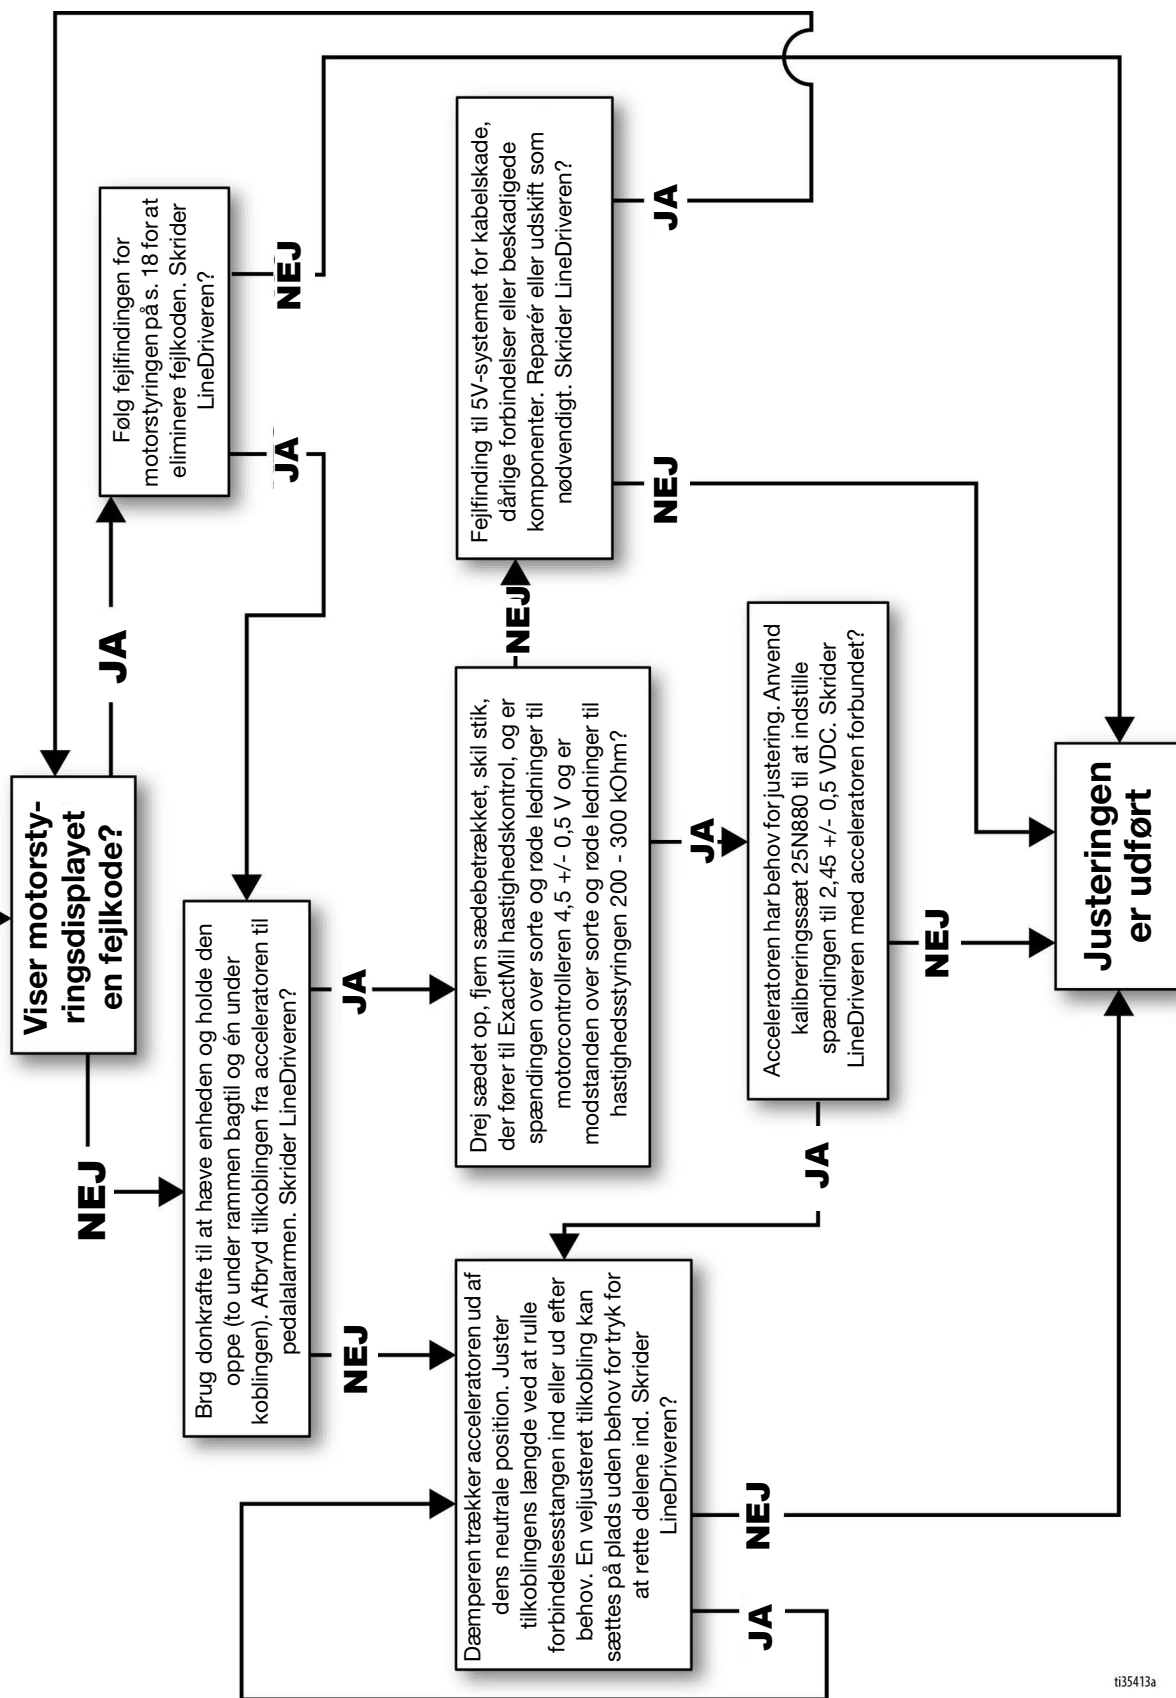 Viser motorsty-
ringsdisplayet
en fejlkode?
JA
Følg fejlfindingen for
motorstyringen på s. 18 for at
eliminere fejlkoden. Skrider
LineDriveren?
JA
NEJ
NEJ
Brug donkrafte til at hæve enheden og holde den
oppe (to under rammen bagtil og én under
koblingen). Afbryd tilkoblingen fra acceleratoren til
pedalalarmen. Skrider LineDriveren?
NEJ
JA
Dæmperen trækker acceleratoren ud af
dens neutrale position. Juster
tilkoblingens længde ved at rulle
forbindelsesstangen ind eller ud efter
behov. En veljusteret tilkobling kan
sættes på plads uden behov for tryk for
at rette delene ind. Skrider
LineDriveren?
JA
NEJ
Drej sædet op, fjern sædebetrækket, skil stik,
der fører til ExactMil hastighedskontrol, og er
spændingen over sorte og røde ledninger til
motorcontrolleren 4,5 +/- 0,5 V og er
modstanden over sorte og røde ledninger til
hastighedsstyringen 200 - 300 kOhm?
NEJ
JA
Fejlfinding til 5V-systemet for kabelskade,
dårlige forbindelser eller beskadigede
komponenter. Reparér eller udskift som
nødvendigt. Skrider LineDriveren?
NEJ
JA
Acceleratoren har behov for justering. Anvend
kalibreringssæt 25N880 til at indstille
spændingen til 2,45 +/- 0,5 VDC. Skrider
LineDriveren med acceleratoren forbundet?
JA
NEJ
Justeringen
er udført
ti35413a